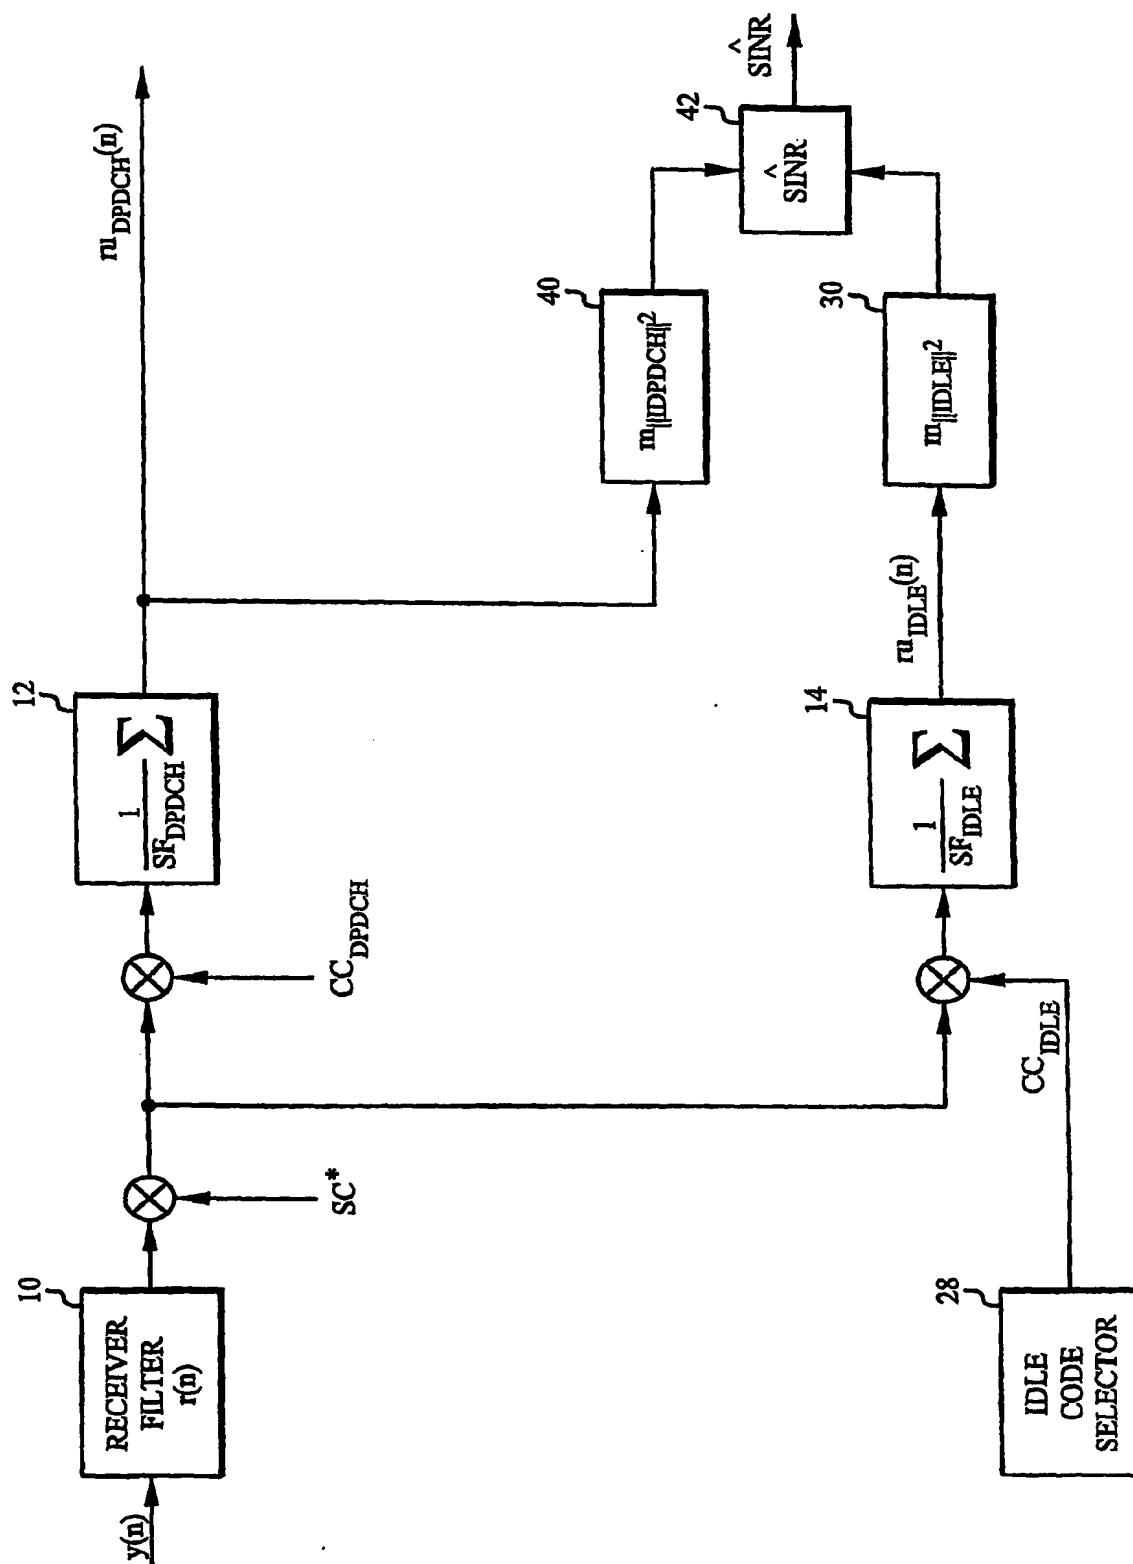 y(n)
10
RECEIVER
FILTER
r(n)
SC*
CC_DPDCH
12
1
SF_DPDCH
Σ
ru_DPDCH(n)
40
m_||IDPDCH||²
42
^
SINR
^
SINR
28
IDLE
CODE
SELECTOR
CC_IDLE
14
1
SF_IDLE
Σ
ru_IDLE(n)
30
m_||IDLE||²